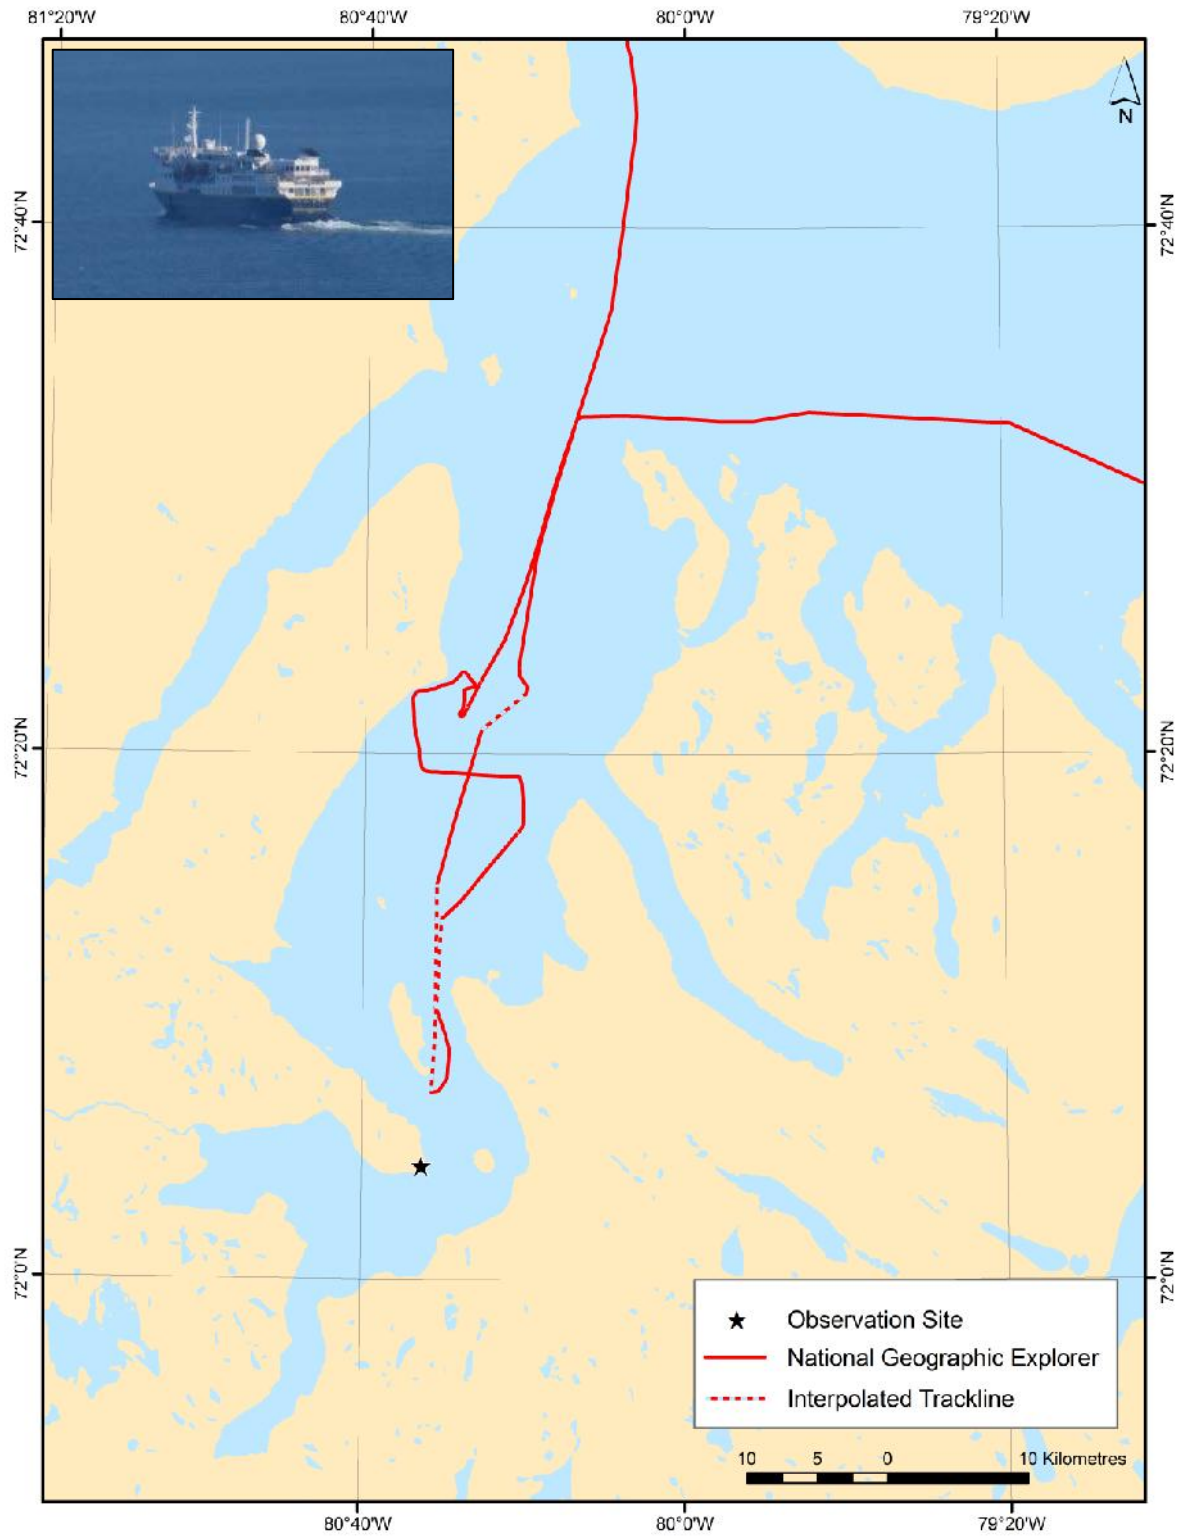 81°20'W 80°40'W 80°0'W 79°20'W
N
72°40'N 72°40'N
72°20'N 72°20'N
72°0'N 72°0'N
Observation Site
National Geographic Explorer
Interpolated Trackline
10 5 0 10 Kilometres
80°40'W 80°0'W 79°20'W